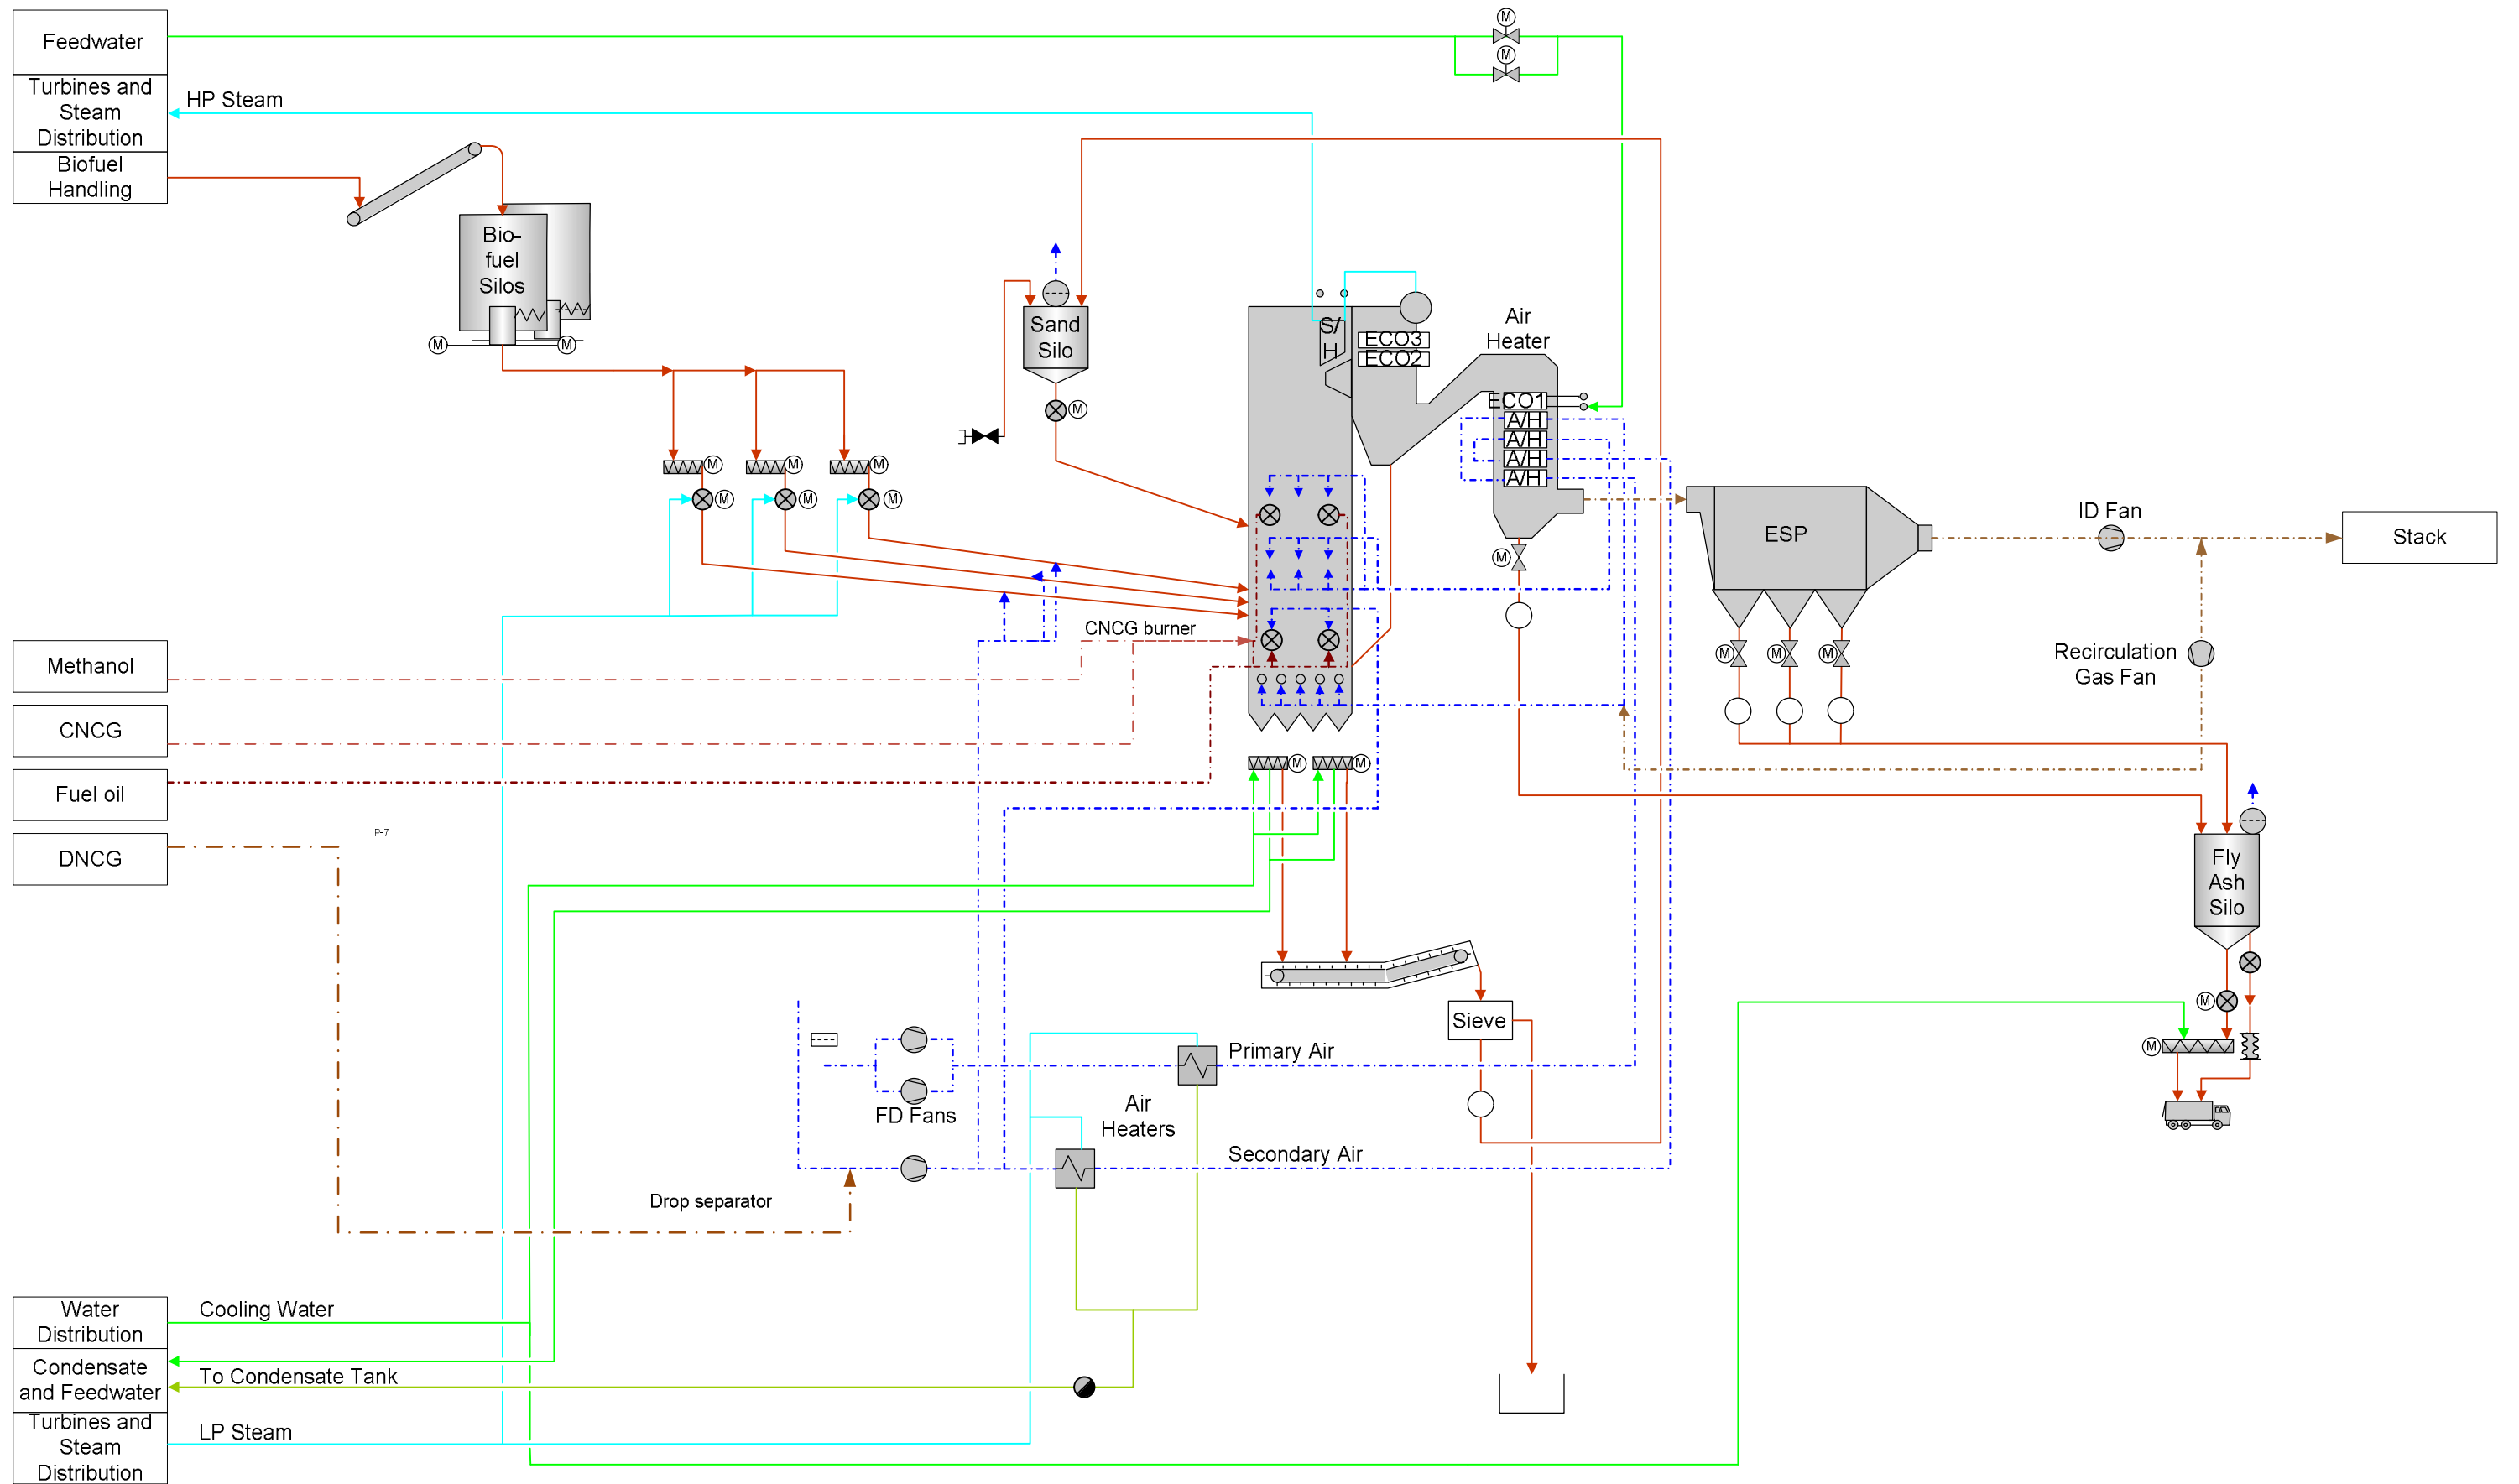 Feedwater
Turbines and
Steam
Distribution
Biofuel
Handling
HP Steam
M
M
Bio-
fuel
Silos
M
M
Sand
Silo
M
S/
H
ECO3
ECO2
Air
Heater
ECO1
A/H
A/H
A/H
A/H
M
M
M
M
M
M
M
ESP
ID Fan
Stack
CNCG burner
Methanol
CNCG
Fuel oil
DNCG
P-7
M
M
M
Recirculation
Gas Fan
M
M
Fly
Ash
Silo
M
M
Sieve
Primary Air
FD Fans
Air
Heaters
Secondary Air
Drop separator
Water
Distribution
Cooling Water
Condensate
and Feedwater
To Condensate Tank
Turbines and
Steam
Distribution
LP Steam